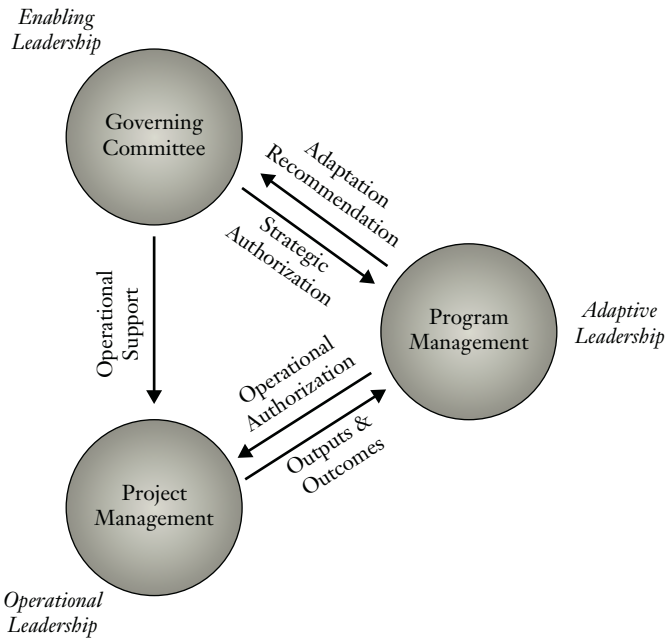 Enabling
Leadership
Governing
Committee
Adaptation
Recommendation
Strategic
Authorization
Operational
Support
Program
Management
Adaptive
Leadership
Operational
Authorization
Outputs &
Outcomes
Project
Management
Operational
Leadership